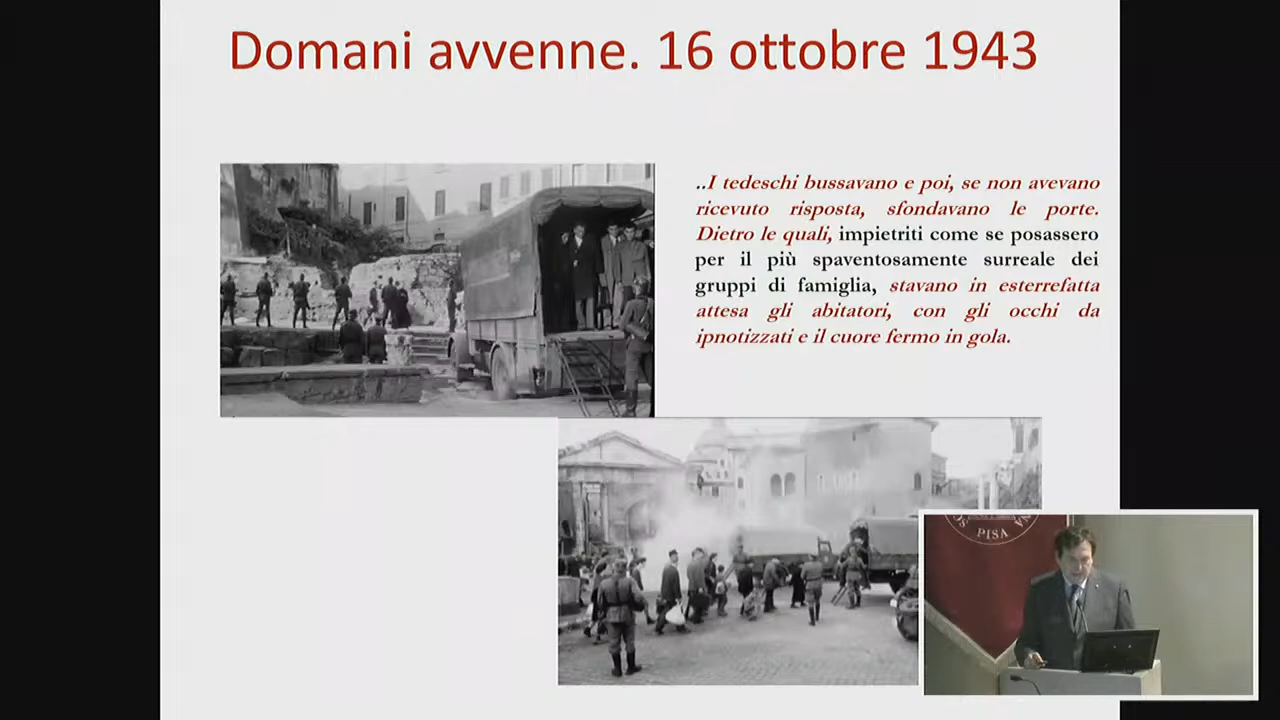 Domani avvenne. 16 ottobre 1943
..I tedeschi bussavano e poi, se non avevano
ricevuto risposta, sfondavano le porte.
Dietro le quali, impietriti come se posassero
per il più spaventosamente surreale dei
gruppi di famiglia, stavano in esterrefatta
attesa gli abitatori, con gli occhi da
ipnotizzati e il cuore fermo in gola.
PISA